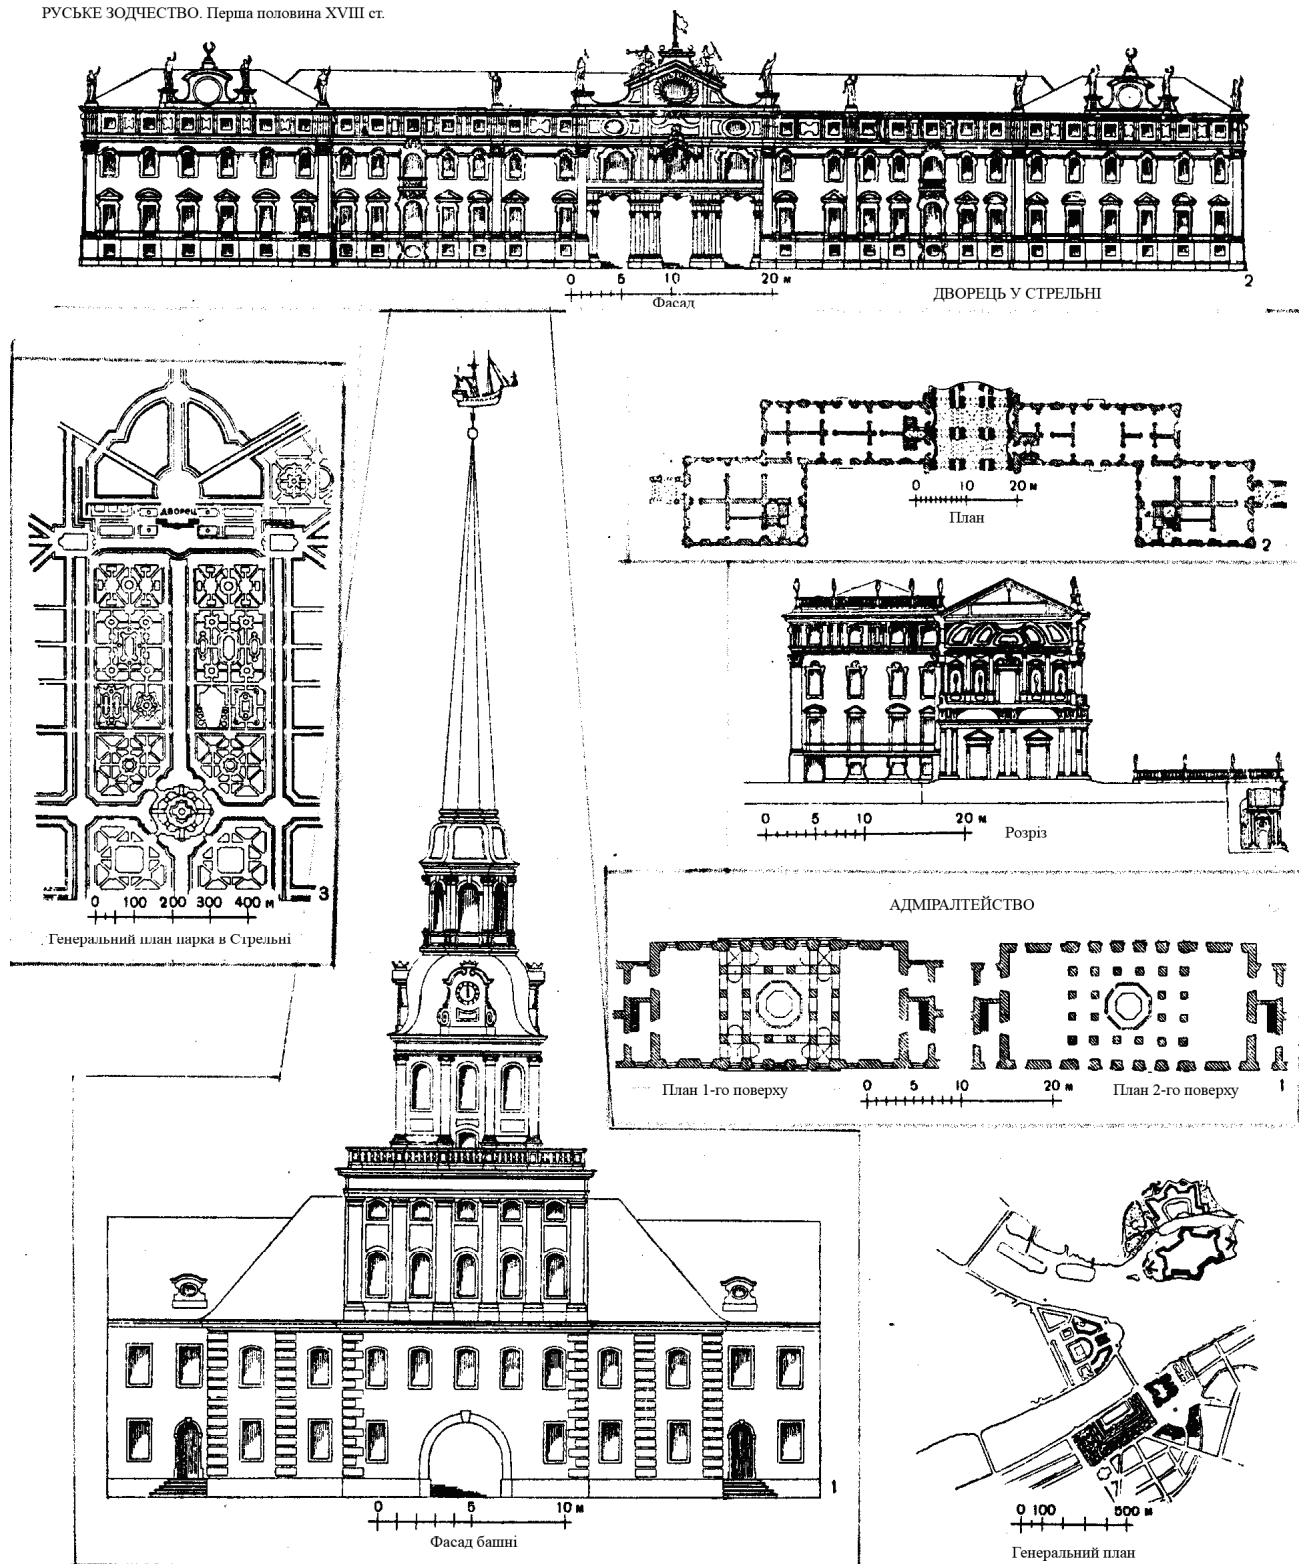 РУСЬКЕ ЗОДЧЕСТВО. Перша половина XVIII ст.
0 5 10 20 м
Фасад
ДВОРЕЦЬ У СТРЕЛЬНІ
2
ДВОРЕЦ
3
0 100 200 300 400 м
Генеральний план парка в Стрельні
0 10 20 м
План
2
0 5 10 20 м
Розріз
АДМІРАЛТЕЙСТВО
План 1-го поверху
0 5 10 20 м
План 2-го поверху
1
1
0 5 10 м
Фасад башні
0 100 500 м
Генеральний план